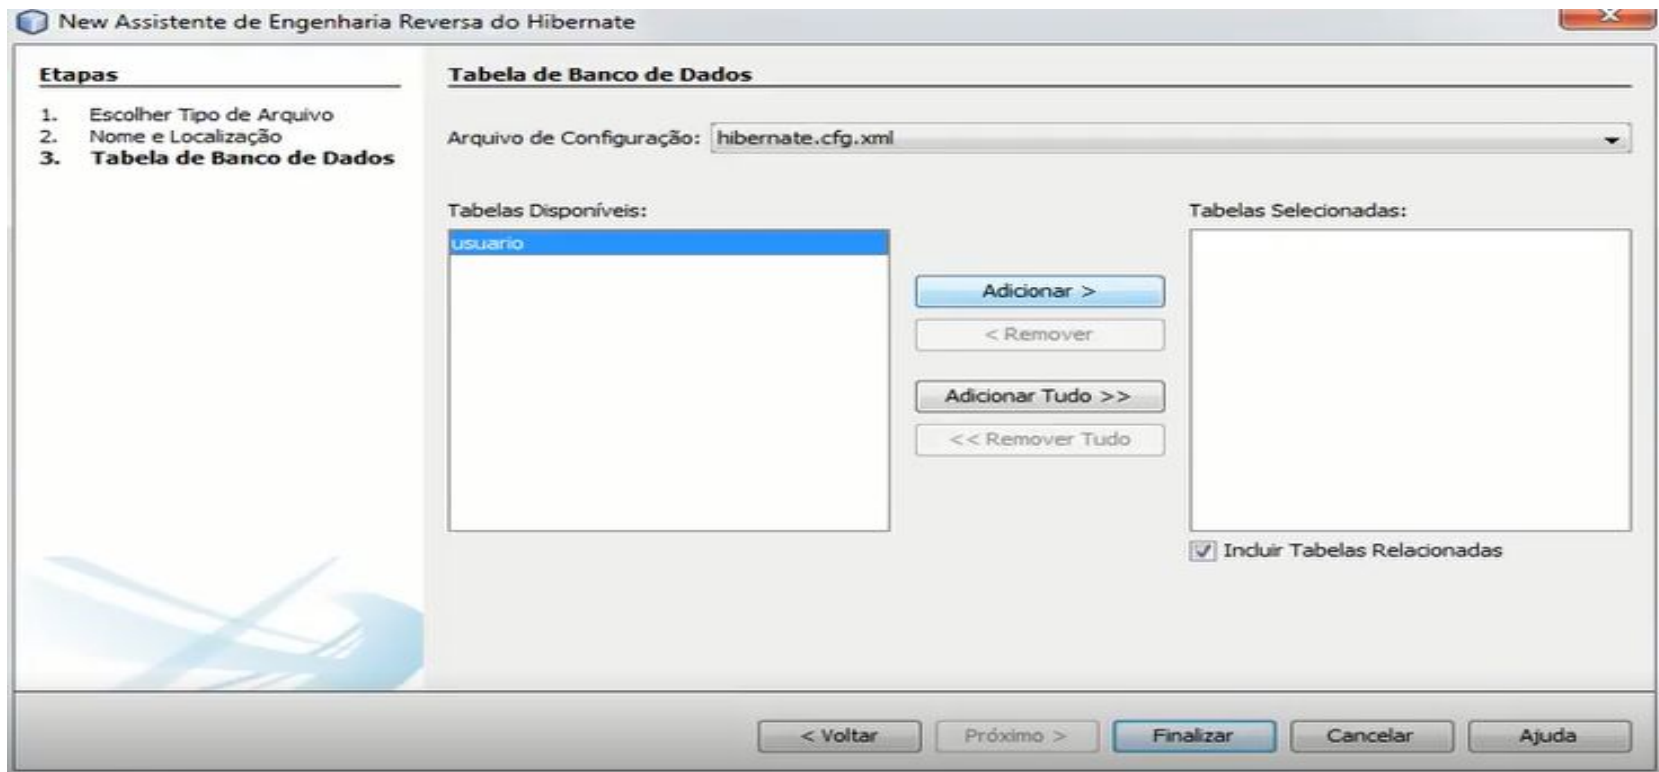 New Assistente de Engenharia Reversa do Hibernate
Etapas
1. Escolher Tipo de Arquivo
2. Nome e Localização
3. Tabela de Banco de Dados
Tabela de Banco de Dados
Arquivo de Configuração: hibernate.cfg.xml
Tabelas Disponíveis:
usuario
Adicionar >
< Remover
Adicionar Tudo >>
<< Remover Tudo
Tabelas Selecionadas:
Incluir Tabelas Relacionadas
< Voltar
Próximo >
Finalizar
Cancelar
Ajuda